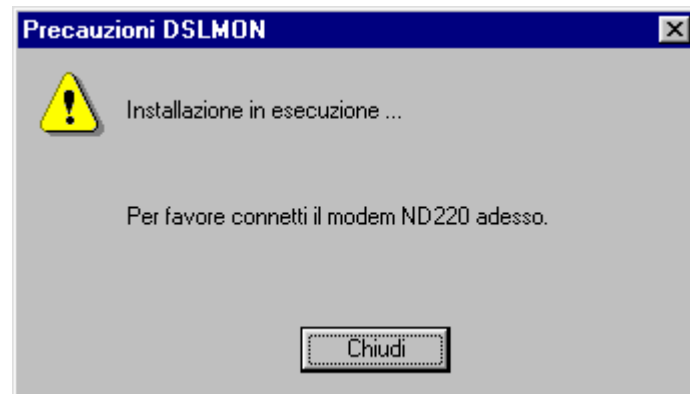 Precauzioni DSLMON
Installazione in esecuzione ...
Per favore connetti il modem ND220 adesso.
Chiudi